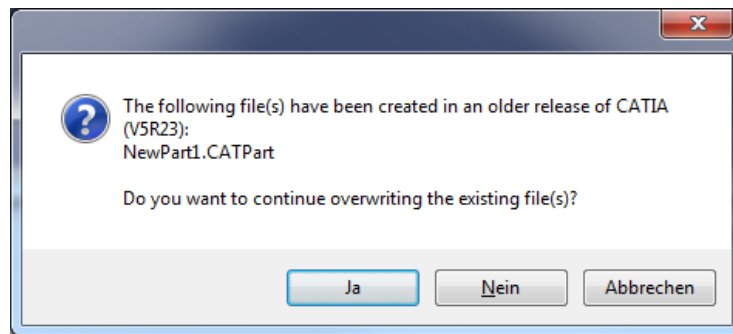 The following file(s) have been created in an older release of CATIA
(V5R23):
NewPart1.CATPart
Do you want to continue overwriting the existing file(s)?
Ja
Nein
Abbrechen